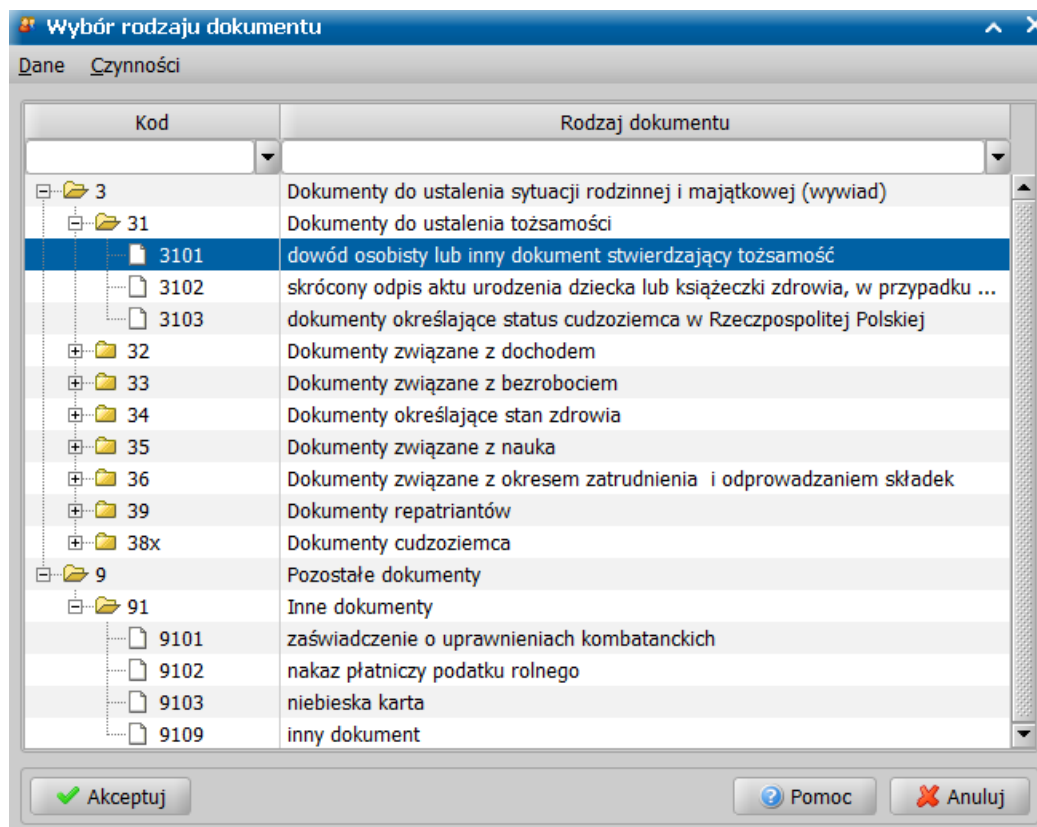 Wybór rodzaju dokumentu
Dane Czynności
Kod Rodzaj dokumentu
3 Dokumenty do ustalenia sytuacji rodzinnej i majątkowej (wywiad)
31 Dokumenty do ustalenia tożsamości
3101 dowód osobisty lub inny dokument stwierdzający tożsamość
3102 skrócony odpis aktu urodzenia dziecka lub książeczki zdrowia, w przypadku ...
3103 dokumenty określające status cudzoziemca w Rzeczpospolitej Polskiej
32 Dokumenty związane z dochodem
33 Dokumenty związane z bezrobociem
34 Dokumenty określające stan zdrowia
35 Dokumenty związane z nauka
36 Dokumenty związane z okresem zatrudnienia i odprowadzaniem składek
39 Dokumenty repatriantów
38x Dokumenty cudzoziemca
9 Pozostałe dokumenty
91 Inne dokumenty
9101 zaświadczenie o uprawnieniach kombatanckich
9102 nakaz płatniczy podatku rolnego
9103 niebieska karta
9109 inny dokument
Akceptuj Pomoc Anuluj